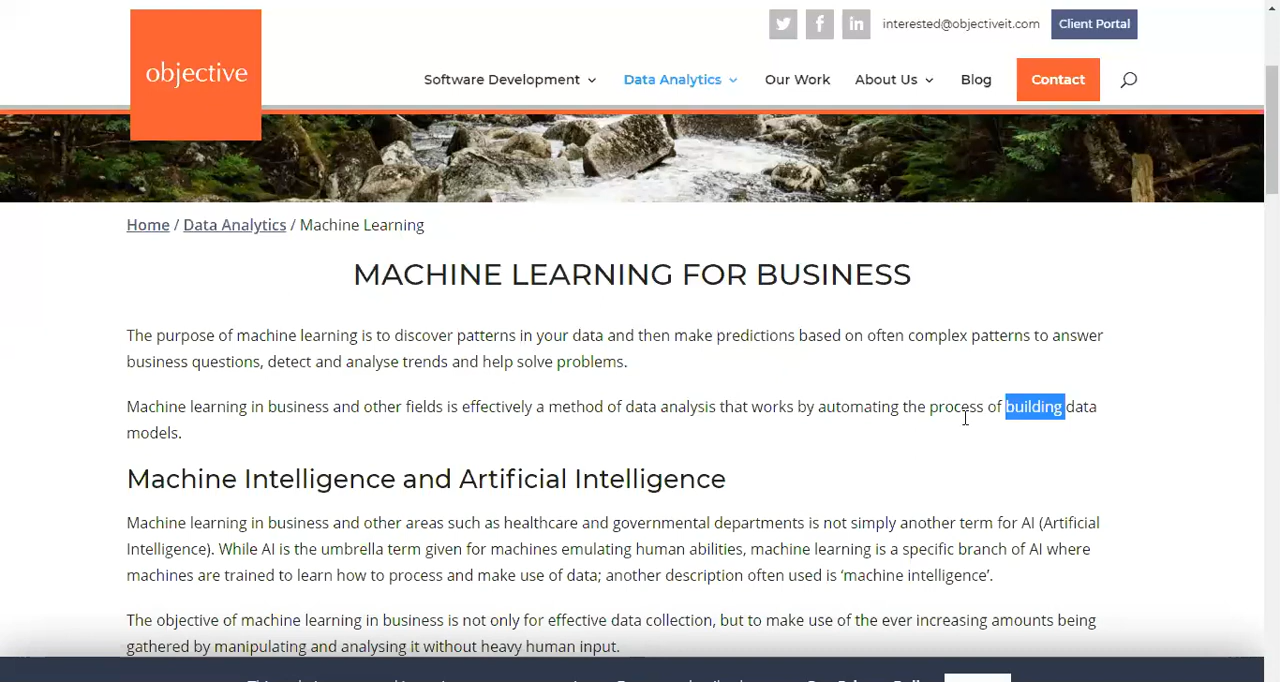 objective
interested@objectiveit.com
Client Portal
Software Development
Data Analytics
Our Work
About Us
Blog
Contact
Home / Data Analytics / Machine Learning
MACHINE LEARNING FOR BUSINESS
The purpose of machine learning is to discover patterns in your data and then make predictions based on often complex patterns to answer
business questions, detect and analyse trends and help solve problems.
Machine learning in business and other fields is effectively a method of data analysis that works by automating the process of building data
models.
Machine Intelligence and Artificial Intelligence
Machine learning in business and other areas such as healthcare and governmental departments is not simply another term for AI (Artificial
Intelligence). While AI is the umbrella term given for machines emulating human abilities, machine learning is a specific branch of AI where
machines are trained to learn how to process and make use of data; another description often used is ‘machine intelligence’.
The objective of machine learning in business is not only for effective data collection, but to make use of the ever increasing amounts being
gathered by manipulating and analysing it without heavy human input.